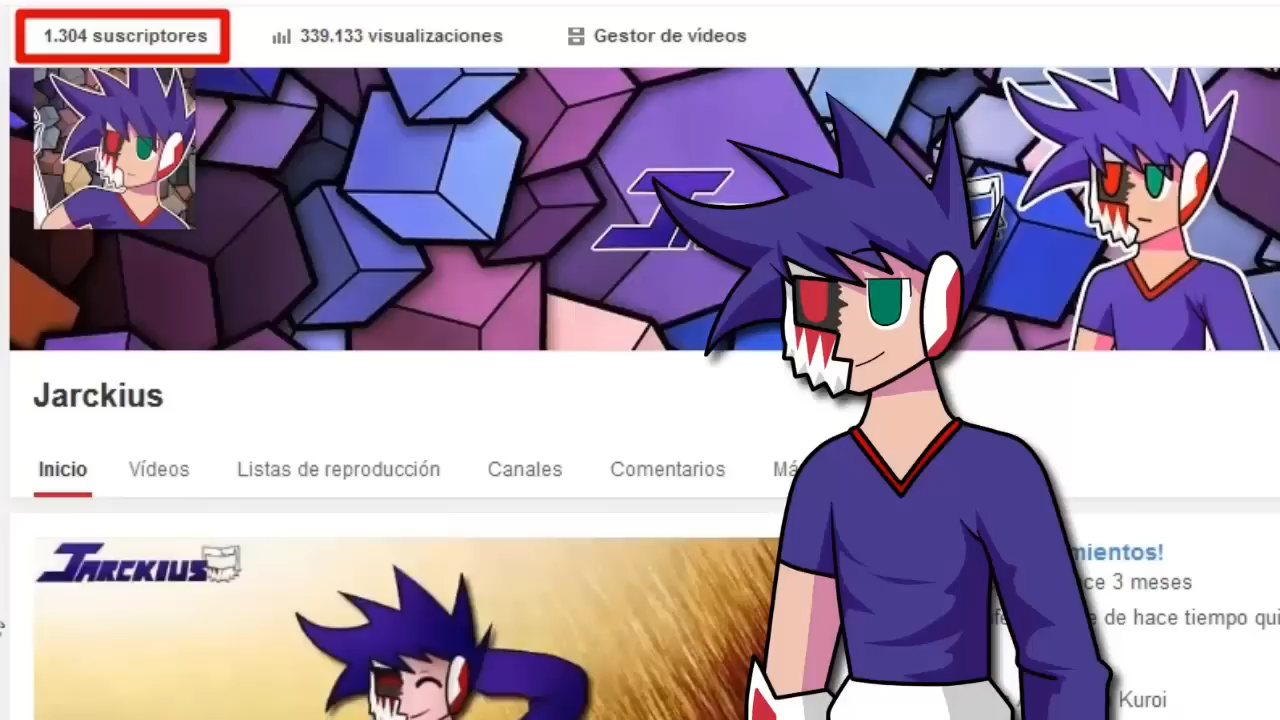 1.304 suscriptores
339.133 visualizaciones
Gestor de vídeos
Jarckius
Inicio
Vídeos
Listas de reproducción
Canales
Comentarios
JARCKIUS
mientos!
ce 3 meses
e de hace tiempo qui
Kuroi